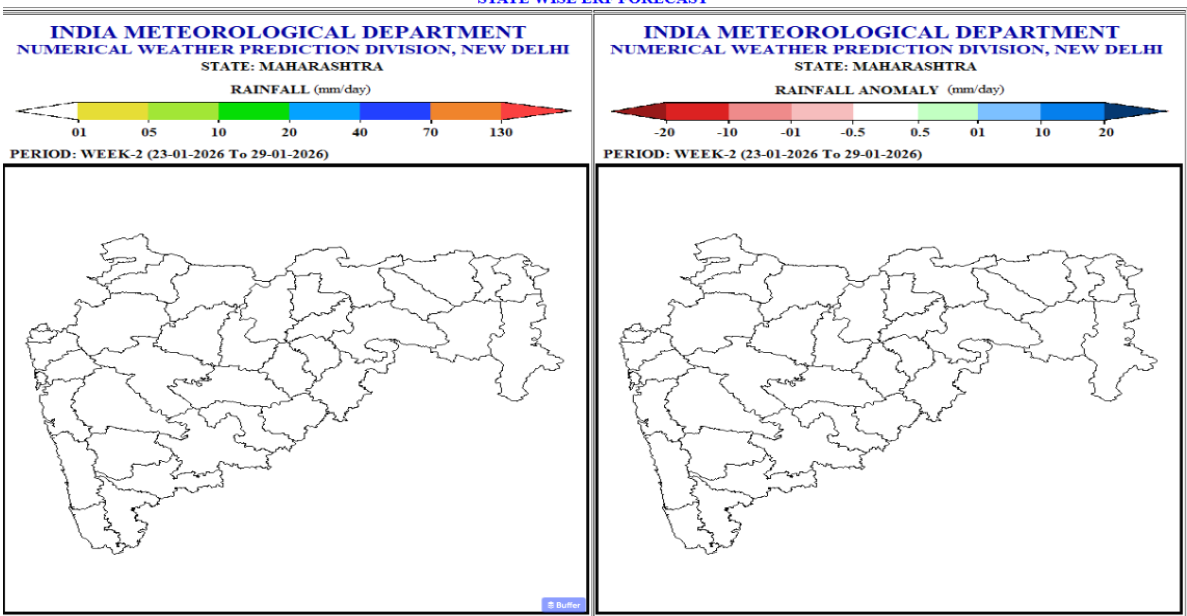 STATE WISE ERF FORECAST
INDIA METEOROLOGICAL DEPARTMENT
NUMERICAL WEATHER PREDICTION DIVISION, NEW DELHI
STATE: MAHARASHTRA
RAINFALL (mm/day)
01 05 10 20 40 70 130
PERIOD: WEEK-2 (23-01-2026 To 29-01-2026)
Buffer
INDIA METEOROLOGICAL DEPARTMENT
NUMERICAL WEATHER PREDICTION DIVISION, NEW DELHI
STATE: MAHARASHTRA
RAINFALL ANOMALY (mm/day)
-20 -10 -01 -0.5 0.5 01 10 20
PERIOD: WEEK-2 (23-01-2026 To 29-01-2026)